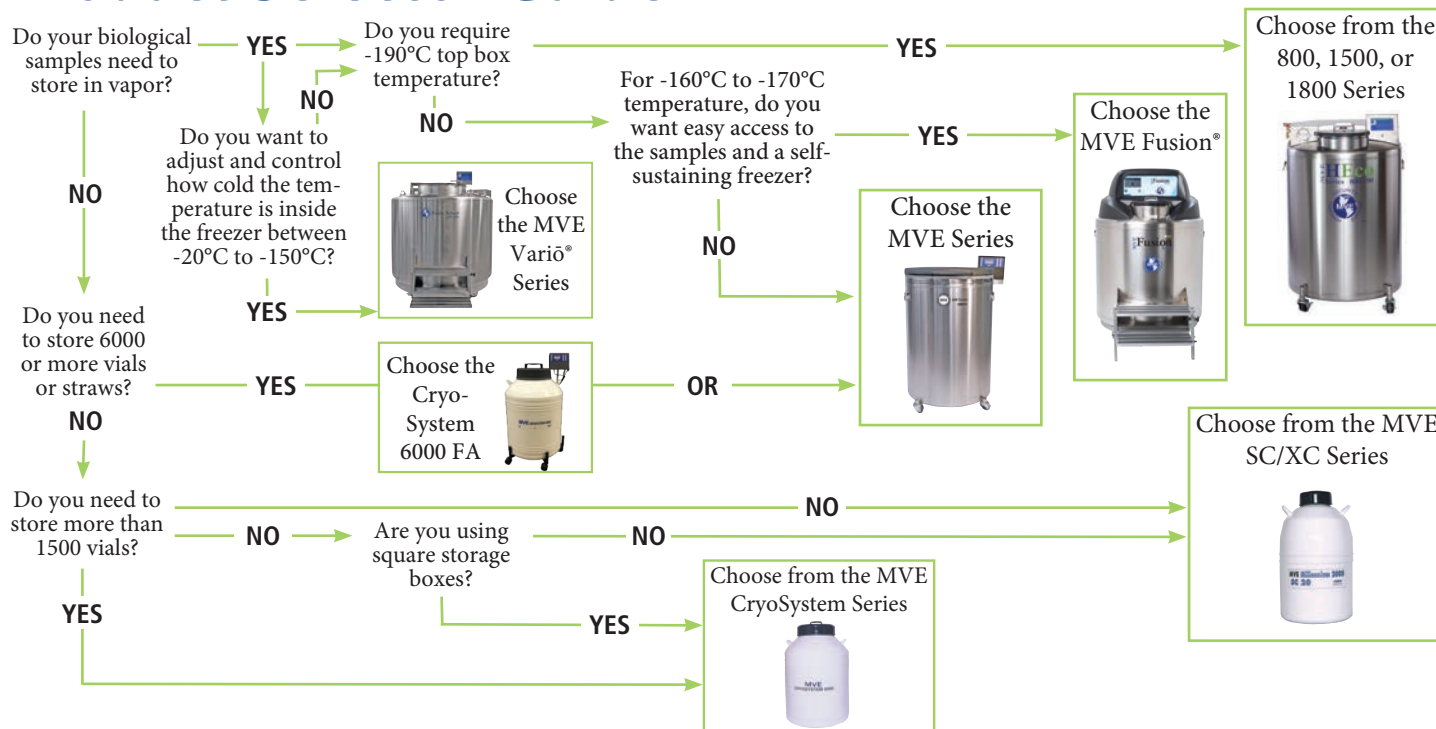 Do your biological
samples need to
store in vapor?
YES
Do you require
-190°C top box
temperature?
YES
Choose from the
800, 1500, or
1800 Series
NO
NO
Do you want to
adjust and control
how cold the tem-
perature is inside
the freezer between
-20°C to -150°C?
NO
For -160°C to -170°C
temperature, do you
want easy access to
the samples and a self-
sustaining freezer?
YES
Choose the
MVE Fusion®
Fusion
HEco
YES
Choose
the MVE
Variō®
Series
NO
Choose the
MVE Series
Do you need
to store 6000
or more vials
or straws?
YES
Choose the
Cryo-
System
6000 FA
OR
NO
Do you need to
store more than
1500 vials?
NO
Choose from the MVE
SC/XC Series
NO
Are you using
square storage
boxes?
NO
MVE Millennium 2000
YES
Choose from the MVE
CryoSystem Series
MVE
YES